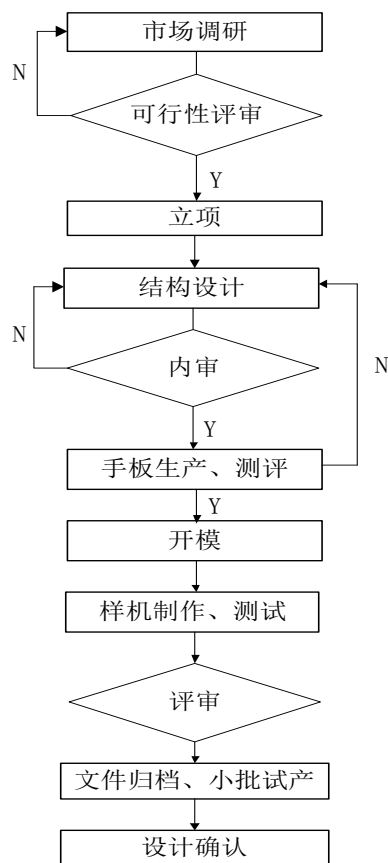 市场调研
N
可行性评审
Y
立项
结构设计
N
内审
N
Y
手板生产、测评
Y
开模
样机制作、测试
评审
文件归档、小批试产
设计确认